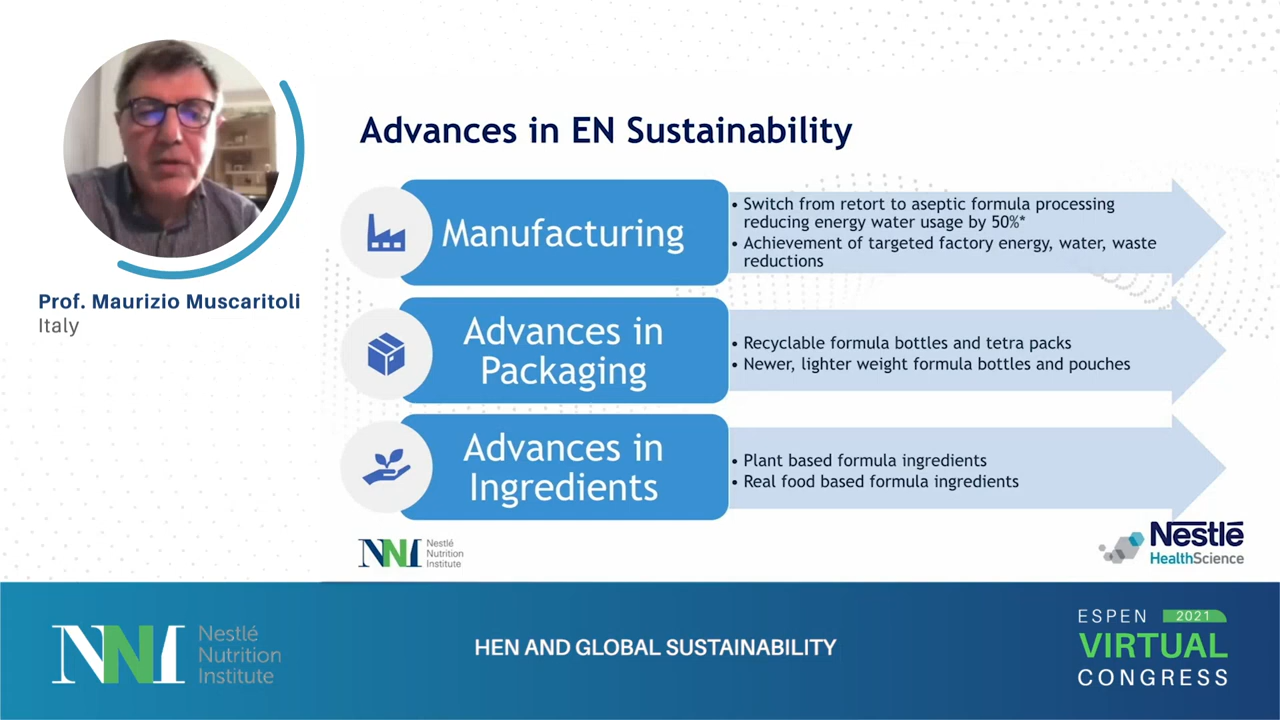 Advances in EN Sustainability
Manufacturing
• Switch from retort to aseptic formula processing
reducing energy water usage by 50%*
• Achievement of targeted factory energy, water, waste
reductions
Prof. Maurizio Muscaritoli
Italy
Advances in
Packaging
• Recyclable formula bottles and tetra packs
• Newer, lighter weight formula bottles and pouches
Advances in
Ingredients
• Plant based formula ingredients
• Real food based formula ingredients
NNI
Nestlé
Nutrition
Institute
Nestlé
HealthScience
NNI
Nestlé
Nutrition
Institute
HEN AND GLOBAL SUSTAINABILITY
ESPEN 2021
VIRTUAL
CONGRESS